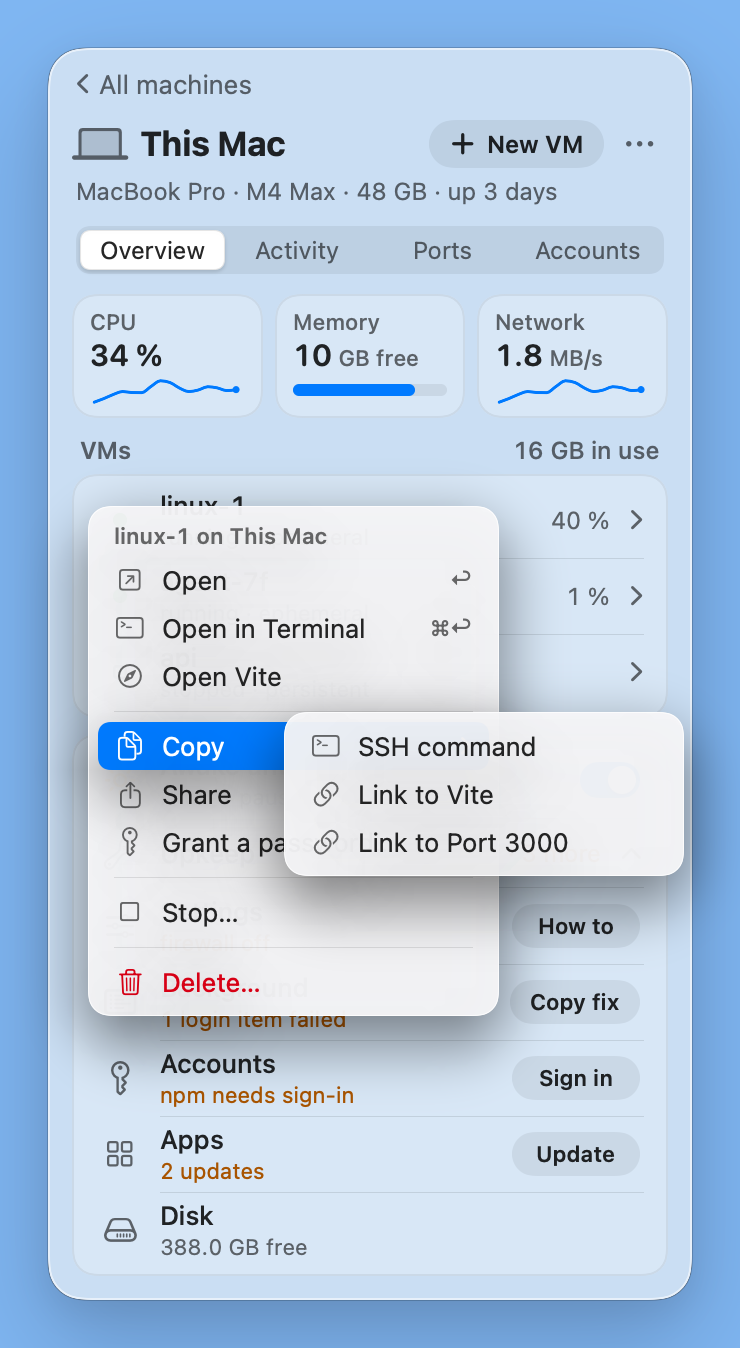 All machines
This Mac
New VM
MacBook Pro · M4 Max · 48 GB · up 3 days
Overview
Activity
Ports
Accounts
CPU
34 %
Memory
10 GB free
Network
1.8 MB/s
VMs
16 GB in use
linux-1
40 %
1 %
linux-1 on This Mac
Open ↩
Open in Terminal ⌘↩
Open Vite
Copy
Share
Grant a pas
Stop…
Delete…
SSH command
Link to Vite
Link to Port 3000
How to
1 login item failed
Copy fix
Accounts
npm needs sign-in
Sign in
Apps
2 updates
Update
Disk
388.0 GB free